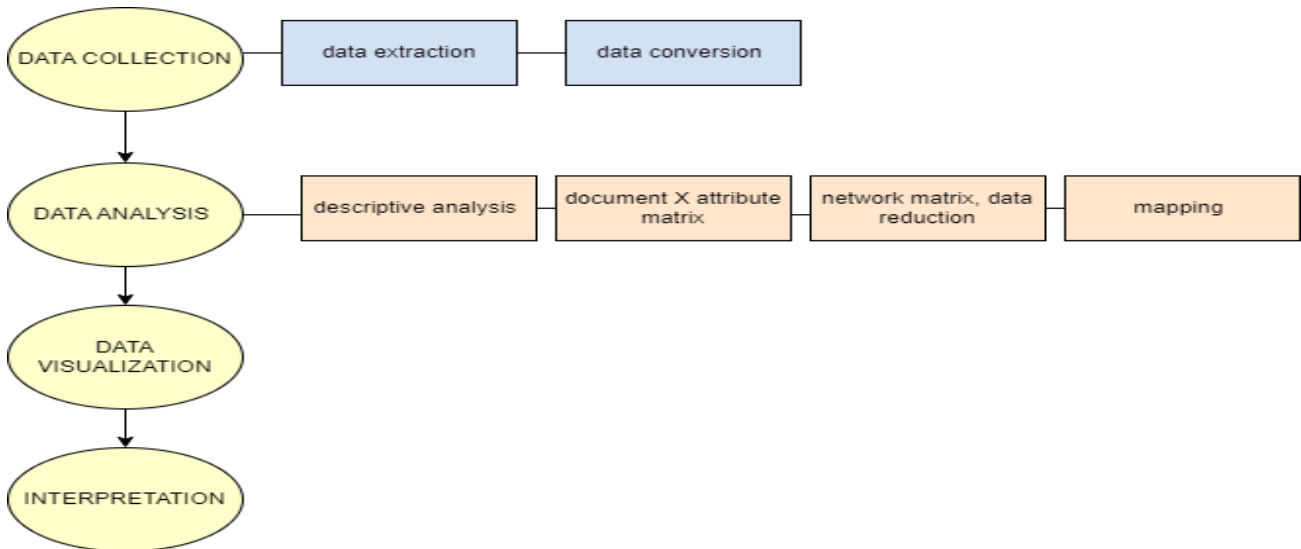 DATA COLLECTION
data extraction
data conversion
DATA ANALYSIS
descriptive analysis
document X attribute
matrix
network matrix, data
reduction
mapping
DATA
VISUALIZATION
INTERPRETATION